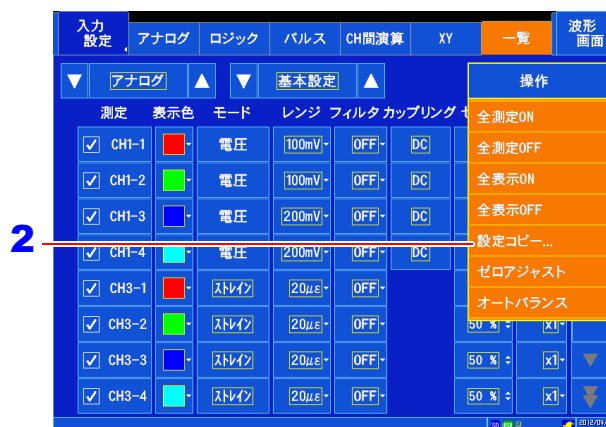 入力設定 アナログ ロジック パルス CH間演算 XY 一覧 波形画面
アナログ 基本設定 操作
測定 表示色 モード レンジ フィルタ カップリング
全測定ON
CH1-1 電圧 100mV OFF DC
全測定OFF
CH1-2 電圧 100mV OFF DC
全表示ON
CH1-3 電圧 200mV OFF DC
全表示OFF
2
設定コピー...
CH1-4 電圧 200mV OFF DC
ゼロアジャスト
CH3-1 ストレイン 20με OFF
オートバランス
CH3-2 ストレイン 20με OFF 50 % x1
CH3-3 ストレイン 20με OFF 50 % x1
CH3-4 ストレイン 20με OFF 50 % x1